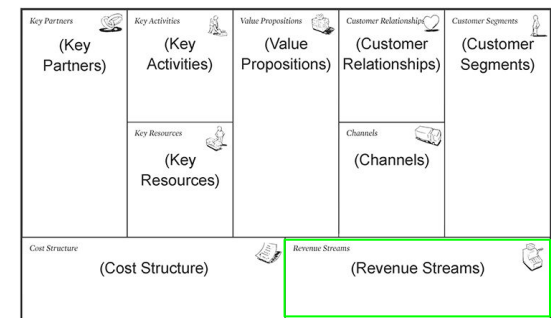 Key Partners
(Key
Partners)
Key Activities
(Key
Activities)
Key Resources
(Key
Resources)
Value Propositions
(Value
Propositions)
Customer Relationships
(Customer
Relationships)
Channels
(Channels)
Customer Segments
(Customer
Segments)
Cost Structure
(Cost Structure)
Revenue Streams
(Revenue Streams)